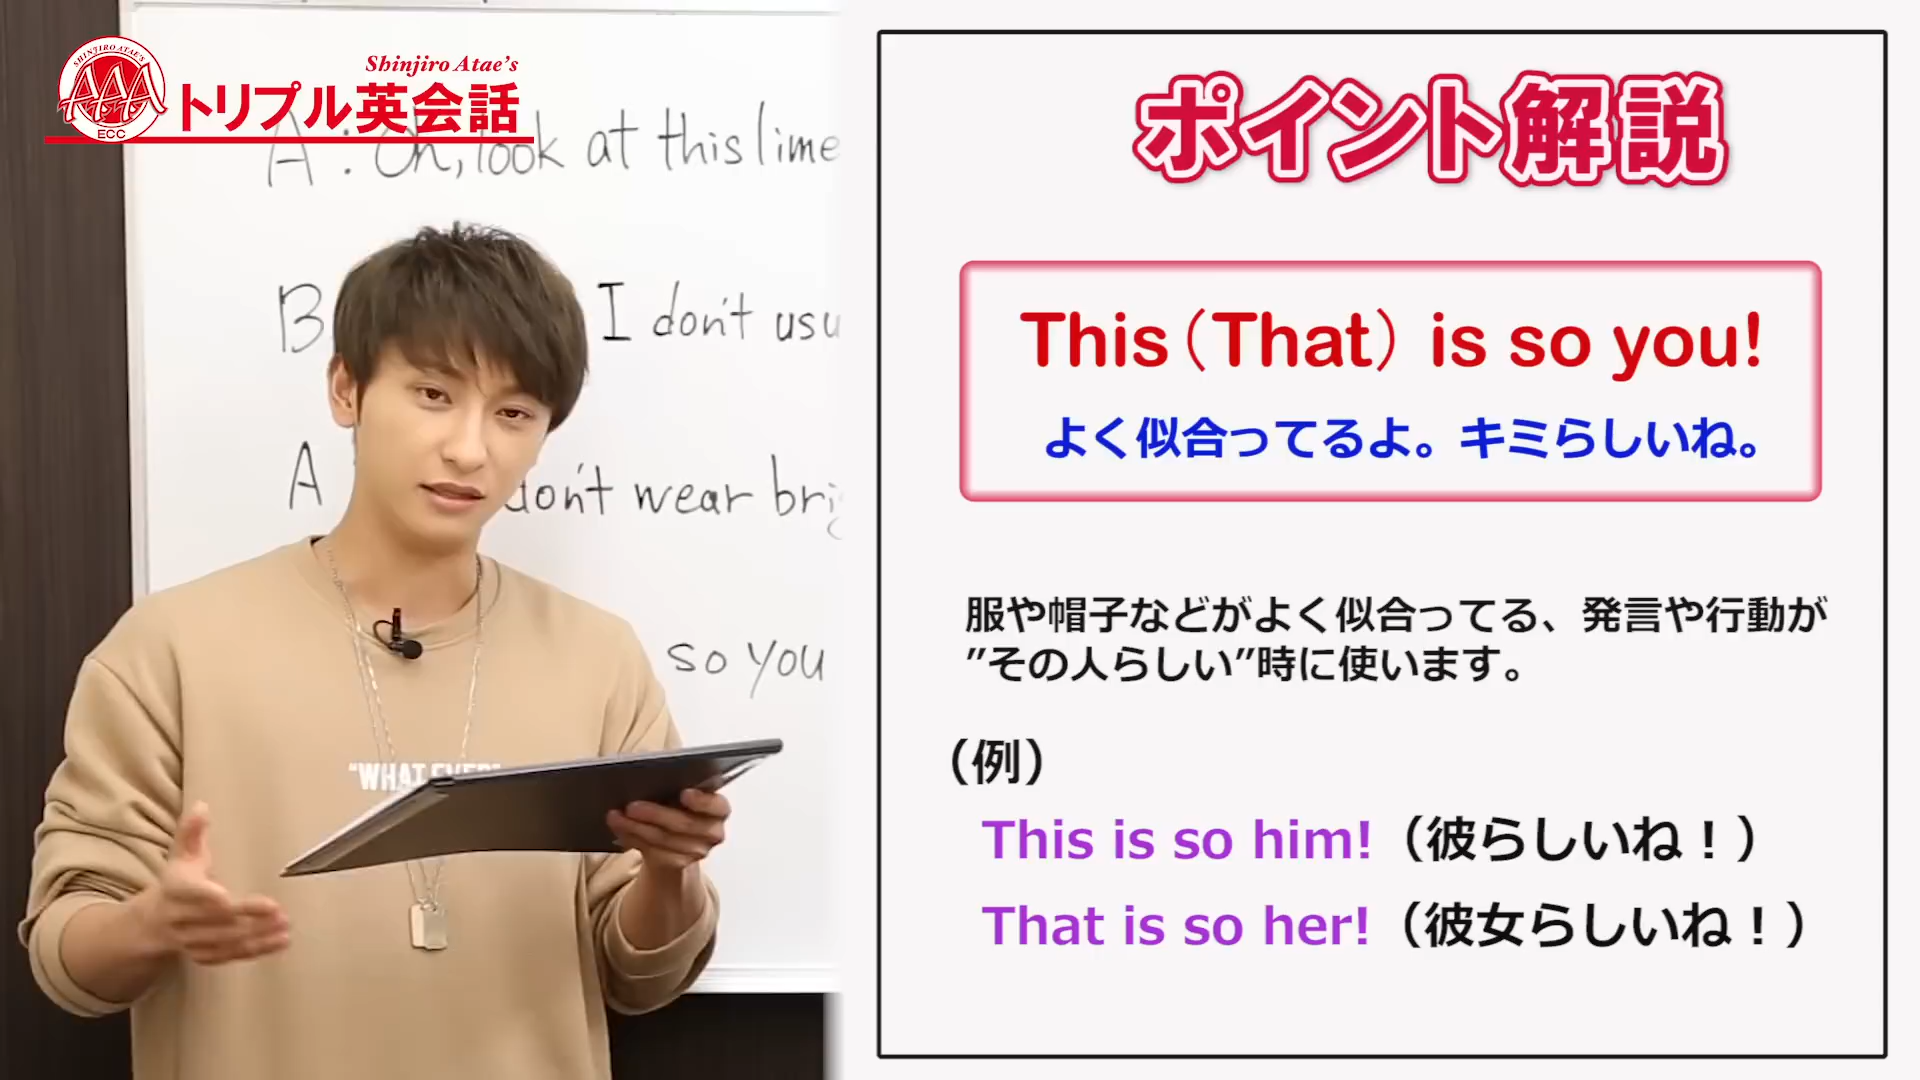 SHINJIRO ATAE'S
AAA
ECC
Shinjiro Atae's
トリプル英会話
A : Oh, look at this lime
B I don't usu
A don't wear bri
so you
"WHAT EVER"
ポイント解説
This（That）is so you!
よく似合ってるよ。キミらしいね。
服や帽子などがよく似合ってる、発言や行動が
”その人らしい”時に使います。
（例）
This is so him!（彼らしいね！）
That is so her!（彼女らしいね！）